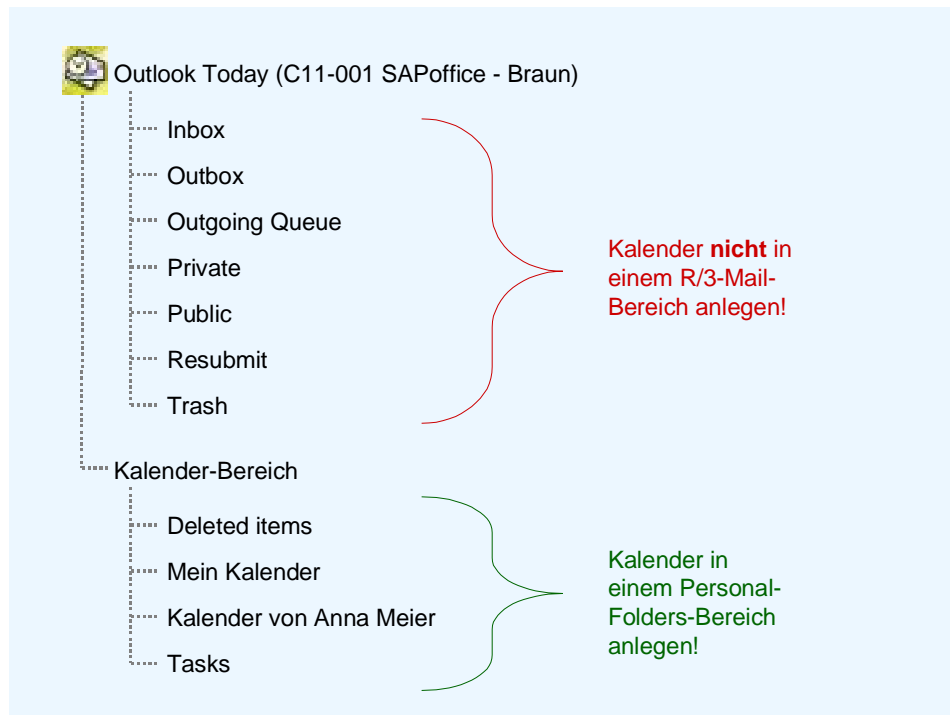 Outlook Today (C11-001 SAPoffice - Braun)
Inbox
Outbox
Outgoing Queue
Private
Public
Resubmit
Trash
Kalender nicht in
einem R/3-Mail-
Bereich anlegen!
Kalender-Bereich
Deleted items
Mein Kalender
Kalender von Anna Meier
Tasks
Kalender in
einem Personal-
Folders-Bereich
anlegen!